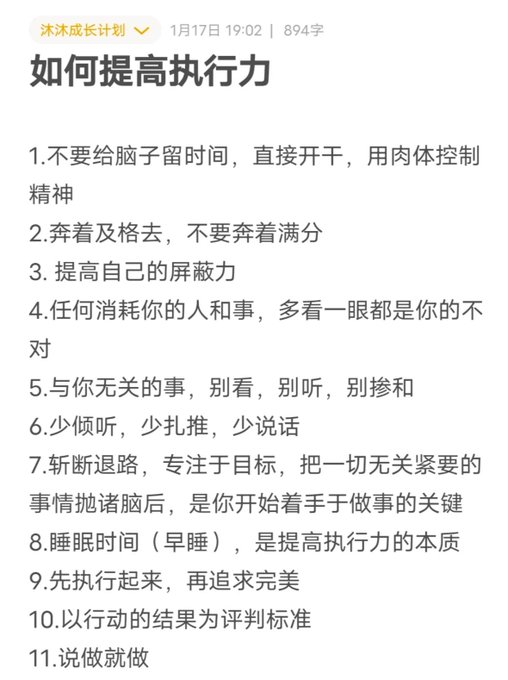 沐沐成长计划 1月17日 19:02 | 894字
如何提高执行力
1.不要给脑子留时间，直接开干，用肉体控制
精神
2.奔着及格去，不要奔着满分
3. 提高自己的屏蔽力
4.任何消耗你的人和事，多看一眼都是你的不
对
5.与你无关的事，别看，别听，别掺和
6.少倾听，少扎推，少说话
7.斩断退路，专注于目标，把一切无关紧要的
事情抛诸脑后，是你开始着手于做事的关键
8.睡眠时间（早睡），是提高执行力的本质
9.先执行起来，再追求完美
10.以行动的结果为评判标准
11.说做就做